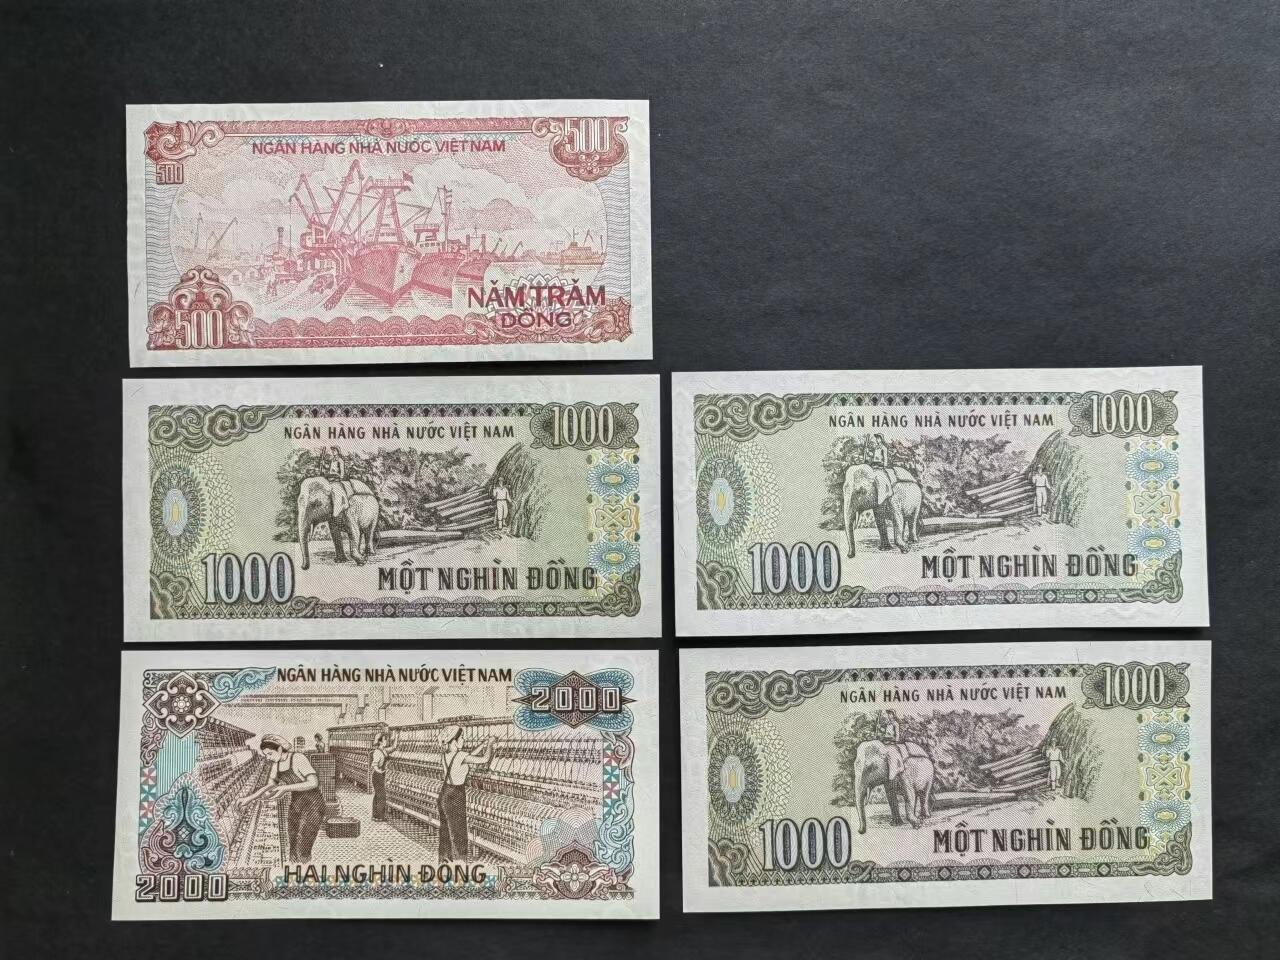 NGÂN HÀNG NHÀ NƯỚC VIỆT NAM
500
500
500
NĂM TRĂM
ĐỒNG
NGÂN HÀNG NHÀ NƯỚC VIỆT NAM
1000
1000
MỘT NGHÌN ĐỒNG
NGÂN HÀNG NHÀ NƯỚC VIỆT NAM
1000
1000
MỘT NGHÌN ĐỒNG
NGÂN HÀNG NHÀ NƯỚC VIỆT NAM
2000
2000
HAI NGHÌN ĐỒNG
NGÂN HÀNG NHÀ NƯỚC VIỆT NAM
1000
1000
MỘT NGHÌN ĐỒNG